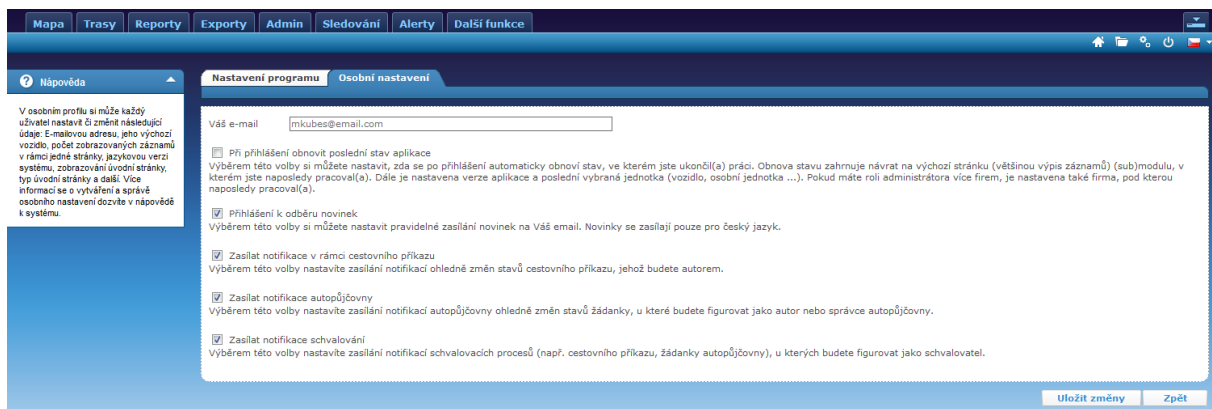 Mapa Trasy Reporty Exporty Admin Sledování Alerty Další funkce
Nápověda
V osobním profilu si může každý
uživatel nastavit či změnit následující
údaje: E-mailovou adresu, jeho výchozí
vozidlo, počet zobrazovaných záznamů
v rámci jedné stránky, jazykovou verzi
systému, zobrazování úvodní stránky,
typ úvodní stránky a další. Více
informací se o vytváření a správě
osobního nastavení dozvíte v nápovědě
k systému.
Nastavení programu Osobní nastavení
Váš e-mail mkubes@email.com
Při přihlášení obnovit poslední stav aplikace
Výběrem této volby si můžete nastavit, zda se po přihlášení automaticky obnoví stav, ve kterém jste ukončil(a) práci. Obnova stavu zahrnuje návrat na výchozí stránku (většinou výpis záznamů) (sub)modulu, v
kterém jste naposledy pracoval(a). Dále je nastavena verze aplikace a poslední vybraná jednotka (vozidlo, osobní jednotka ...). Pokud máte roli administrátora více firem, je nastavena také firma, pod kterou
naposledy pracoval(a).
Přihlášení k odběru novinek
Výběrem této volby si můžete nastavit pravidelné zasílání novinek na Váš email. Novinky se zasílají pouze pro český jazyk.
Zasílat notifikace v rámci cestovního příkazu
Výběrem této volby nastavíte zasílání notifikací ohledně změn stavů cestovního příkazu, jehož budete autorem.
Zasílat notifikace autopůjčovny
Výběrem této volby nastavíte zasílání notifikací autopůjčovny ohledně změn stavů žádanky, u které budete figurovat jako autor nebo správce autopůjčovny.
Zasílat notifikace schvalování
Výběrem této volby nastavíte zasílání notifikací schvalovacích procesů (např. cestovního příkazu, žádanky autopůjčovny), u kterých budete figurovat jako schvalovatel.
Uložit změny Zpět